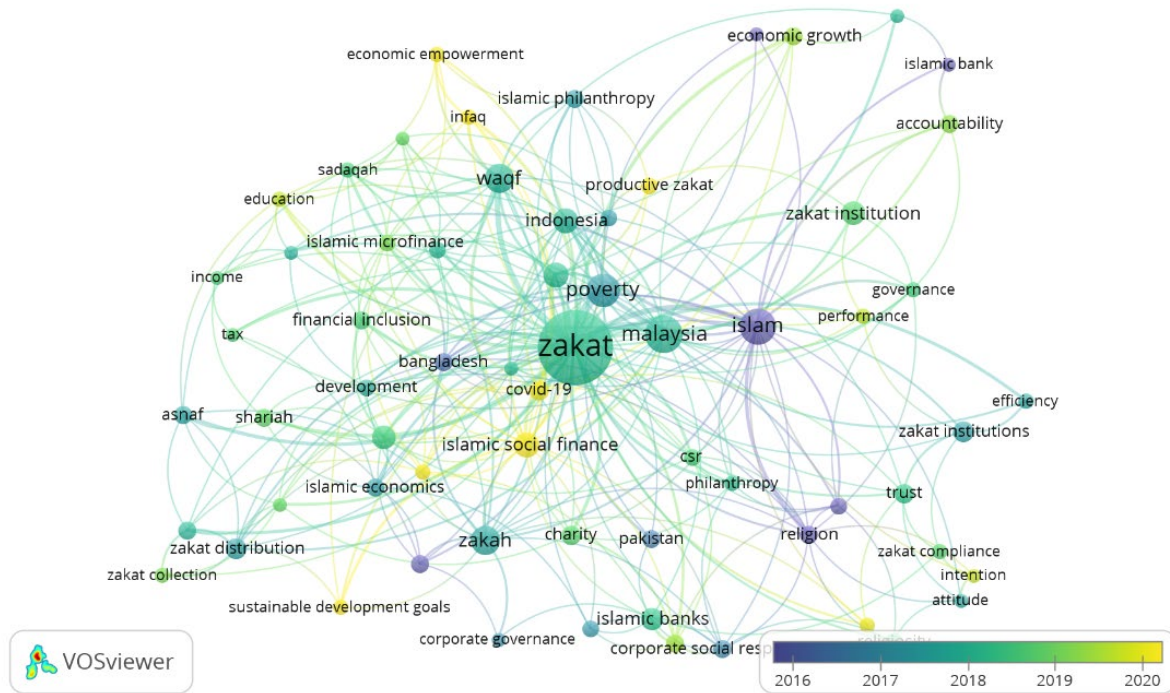 economic growth
economic empowerment
islamic bank
islamic philanthropy
infaq
accountability
sadaqah
waqf
productive zakat
education
zakat institution
indonesia
islamic microfinance
income
poverty
governance
performance
financial inclusion
islam
tax
malaysia
zakat
bangladesh
development
covid-19
efficiency
asnaf
shariah
zakat institutions
islamic social finance
csr
philanthropy
islamic economics
trust
charity
pakistan
religion
zakah
zakat distribution
zakat compliance
zakat collection
intention
attitude
sustainable development goals
islamic banks
corporate governance
corporate social resp
religiosity
VOSviewer
2016 2017 2018 2019 2020